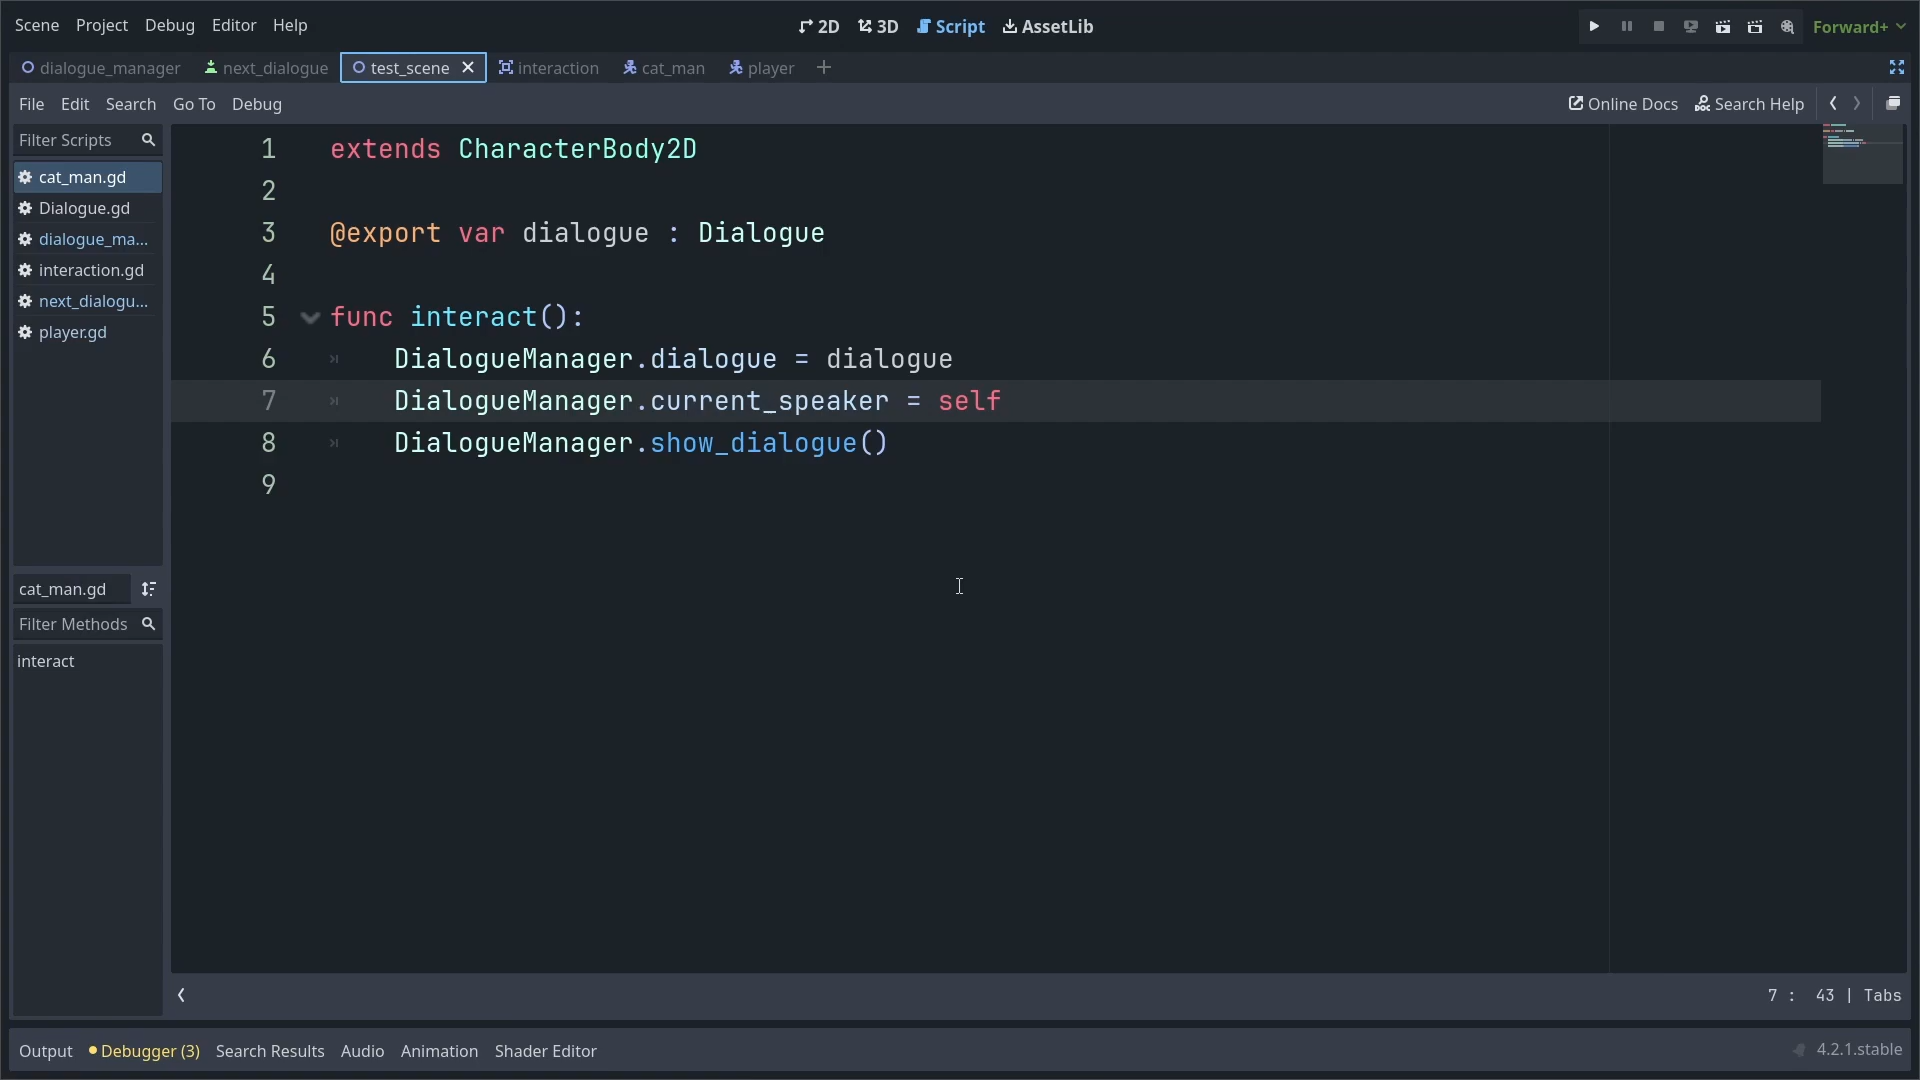 Scene Project Debug Editor Help 2D 3D Script AssetLib Forward+
dialogue_manager next_dialogue test_scene interaction cat_man player
File Edit Search Go To Debug Online Docs Search Help
Filter Scripts
cat_man.gd
Dialogue.gd
dialogue_ma...
interaction.gd
next_dialogu...
player.gd
cat_man.gd
Filter Methods
interact
1 extends CharacterBody2D
2
3 @export var dialogue : Dialogue
4
5 func interact():
6 DialogueManager.dialogue = dialogue
7 DialogueManager.current_speaker = self
8 DialogueManager.show_dialogue()
9
7 : 43 | Tabs
Output Debugger (3) Search Results Audio Animation Shader Editor 4.2.1.stable